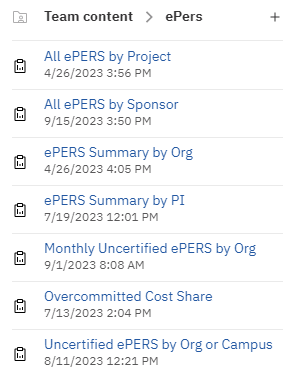 Team content > ePers
All ePERS by Project
4/26/2023 3:56 PM
All ePERS by Sponsor
9/15/2023 3:50 PM
ePERS Summary by Org
4/26/2023 4:05 PM
ePERS Summary by PI
7/19/2023 12:01 PM
Monthly Uncertified ePERS by Org
9/1/2023 8:08 AM
Overcommitted Cost Share
7/13/2023 2:04 PM
Uncertified ePERS by Org or Campus
8/11/2023 12:21 PM